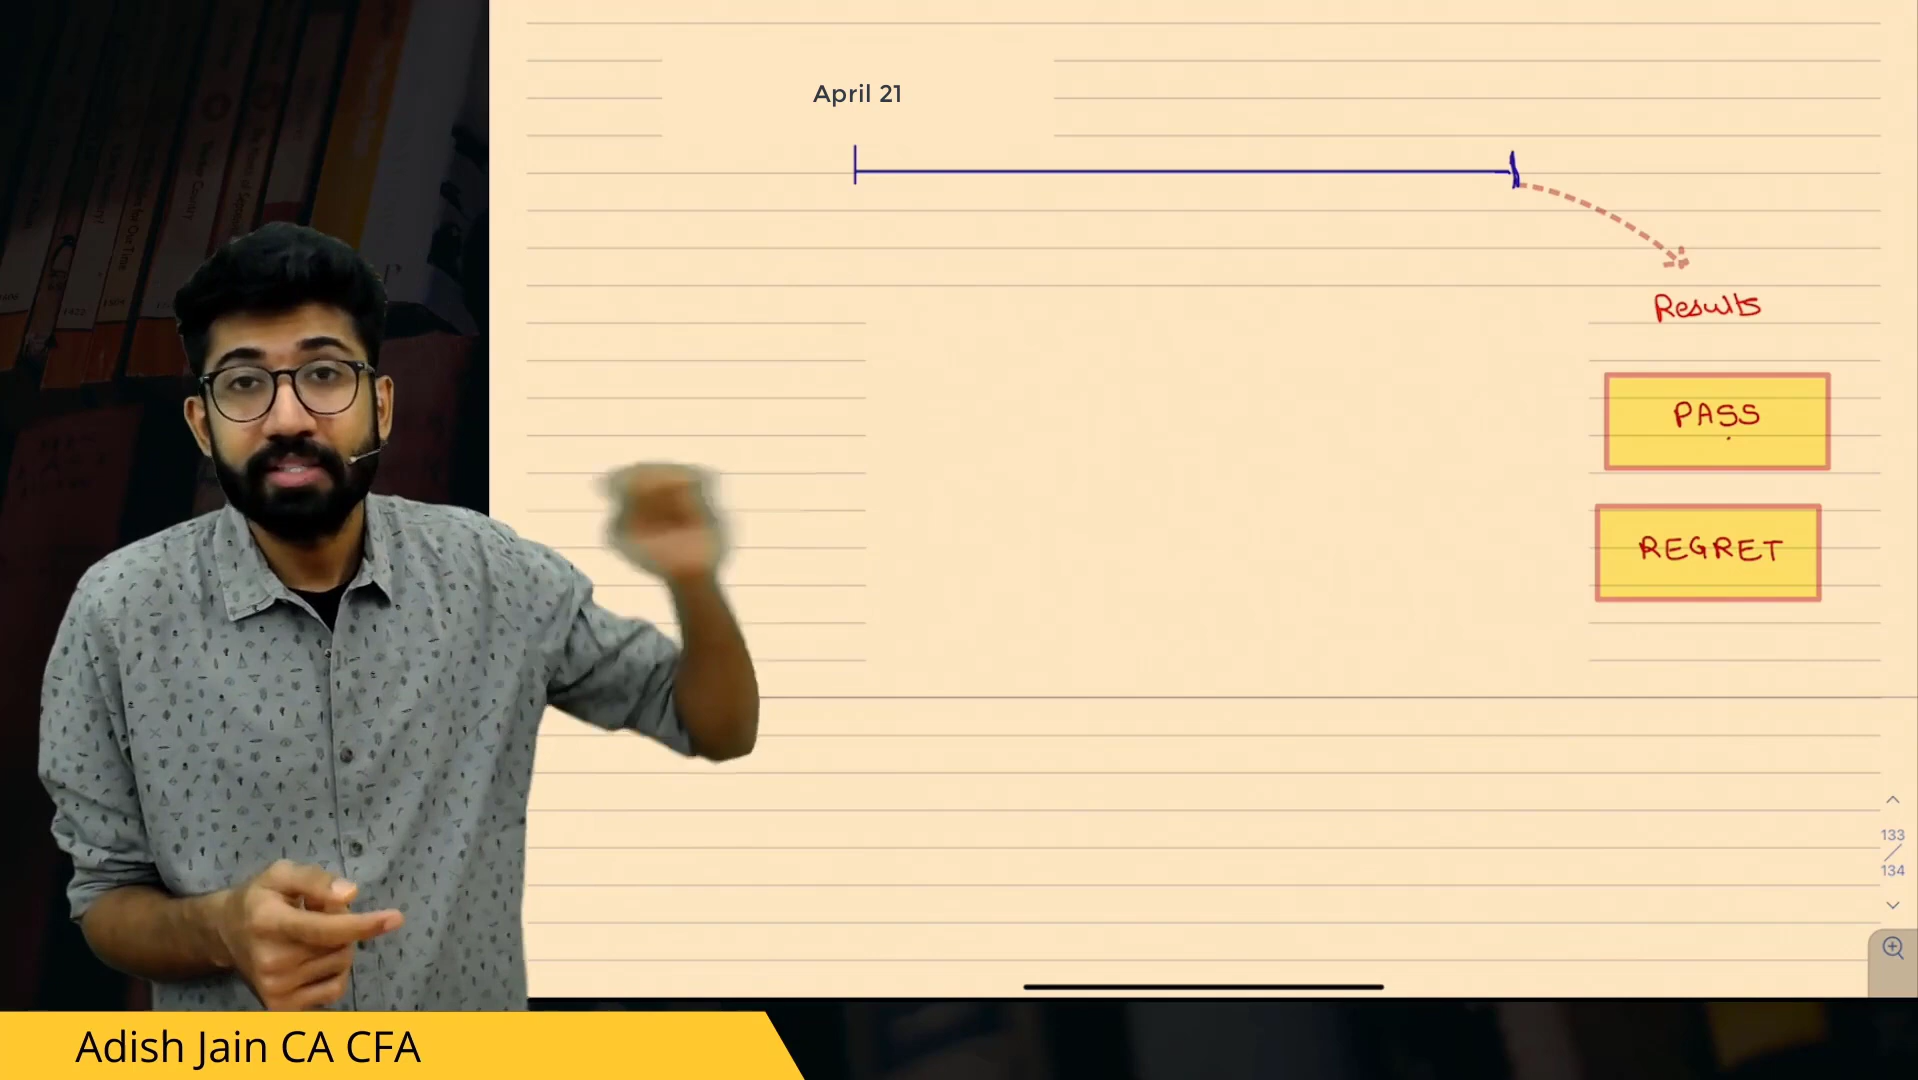 April 21
Results
PASS
REGRET
133
134
Adish Jain CA CFA